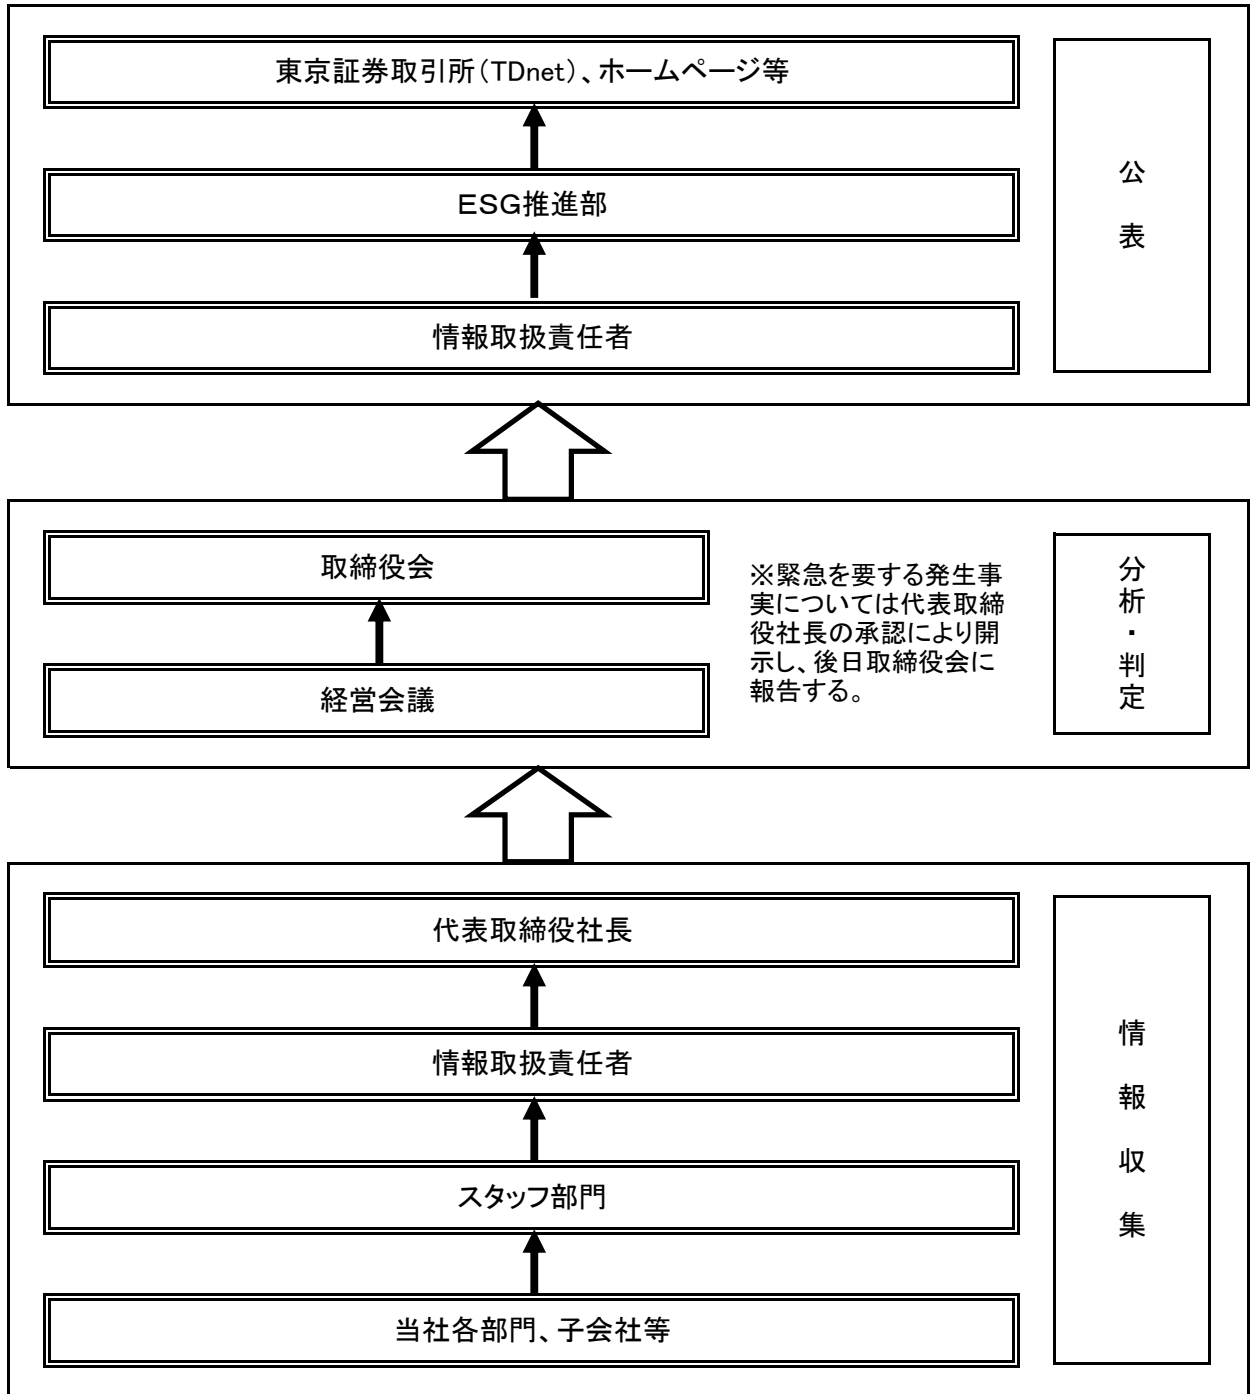 東京証券取引所（TDnet）、ホームページ等
ESG推進部
情報取扱責任者
公表
取締役会
経営会議
※緊急を要する発生事
実については代表取締
役社長の承認により開
示し、後日取締役会に
報告する。
分析・判定
代表取締役社長
情報取扱責任者
スタッフ部門
当社各部門、子会社等
情報収集